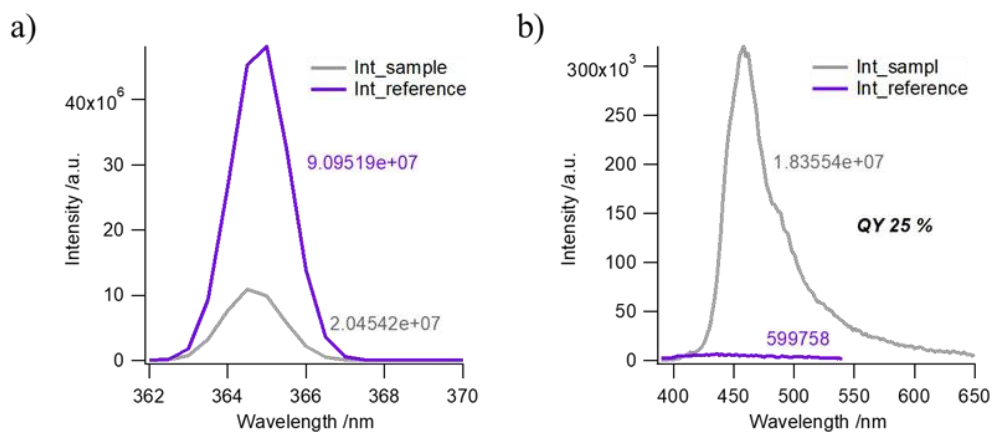 a)
Int_sample
Int_reference
40x10⁶
30
20
10
0
Intensity /a.u.
9.09519e+07
2.04542e+07
362
364
366
368
370
Wavelength /nm
b)
Int_sampl
Int_reference
300x10³
250
200
150
100
50
0
Intensity /a.u.
1.83554e+07
QY 25 %
599758
400
450
500
550
600
650
Wavelength /nm